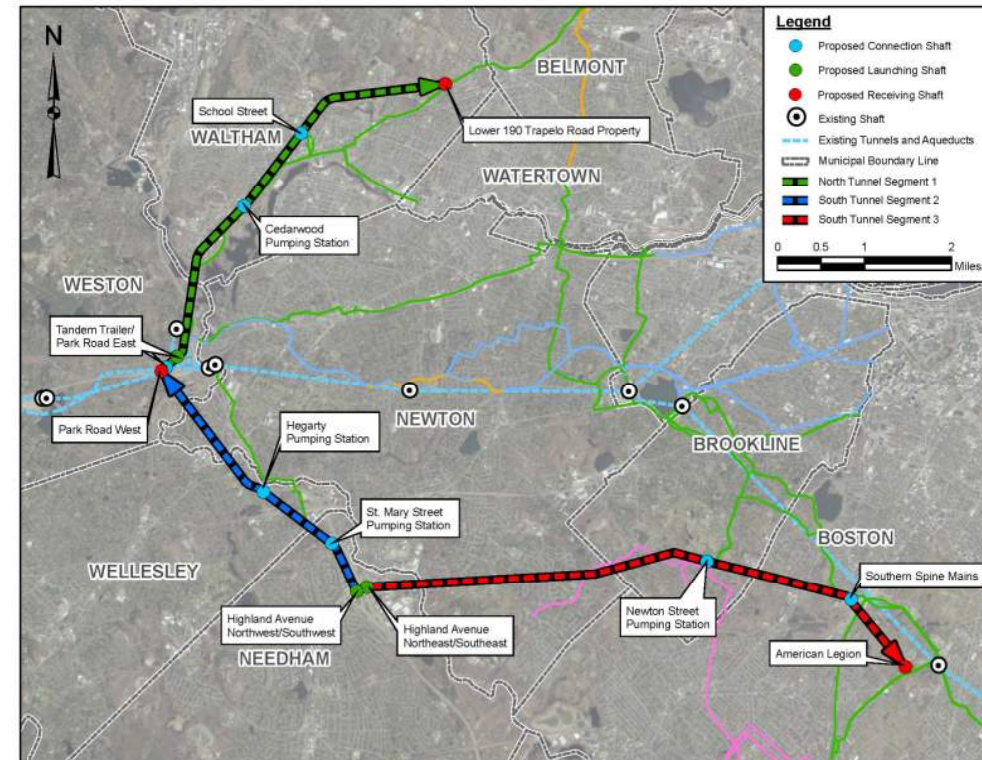 N
BELMONT
School Street
WALTHAM
Lower 190 Trapelo Road Property
WATERTOWN
Cedarwood
Pumping Station
WESTON
Tandem Trailer/
Park Road East
Park Road West
NEWTON
Hegarty
Pumping Station
BROOKLINE
St. Mary Street
Pumping Station
BOSTON
WELLESLEY
Southern Spine Mains
Highland Avenue
Northwest/Southwest
Highland Avenue
Northeast/Southeast
Newton Street
Pumping Station
NEEDHAM
American Legion
Legend
Proposed Connection Shaft
Proposed Launching Shaft
Proposed Receiving Shaft
Existing Shaft
Existing Tunnels and Aqueducts
Municipal Boundary Line
North Tunnel Segment 1
South Tunnel Segment 2
South Tunnel Segment 3
0 0.5 1 2
Miles